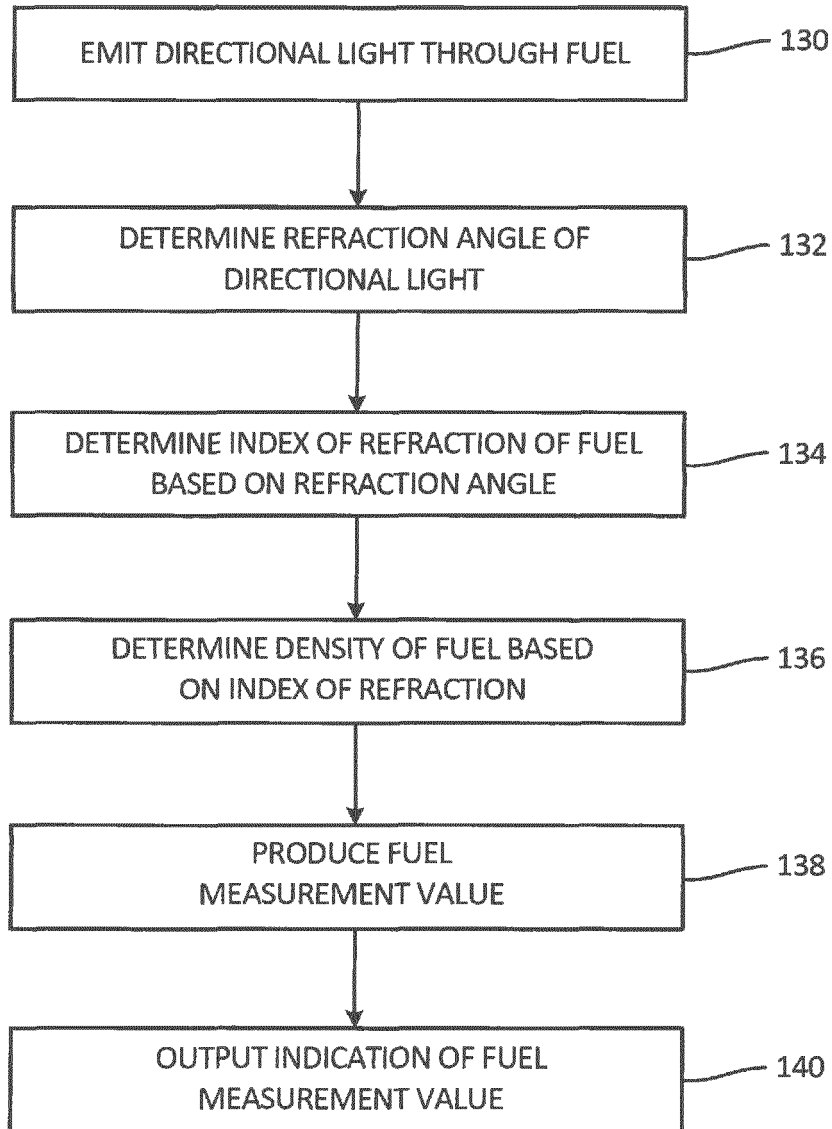 EMIT DIRECTIONAL LIGHT THROUGH FUEL
130
DETERMINE REFRACTION ANGLE OF
DIRECTIONAL LIGHT
132
DETERMINE INDEX OF REFRACTION OF FUEL
BASED ON REFRACTION ANGLE
134
DETERMINE DENSITY OF FUEL BASED
ON INDEX OF REFRACTION
136
PRODUCE FUEL
MEASUREMENT VALUE
138
OUTPUT INDICATION OF FUEL
MEASUREMENT VALUE
140